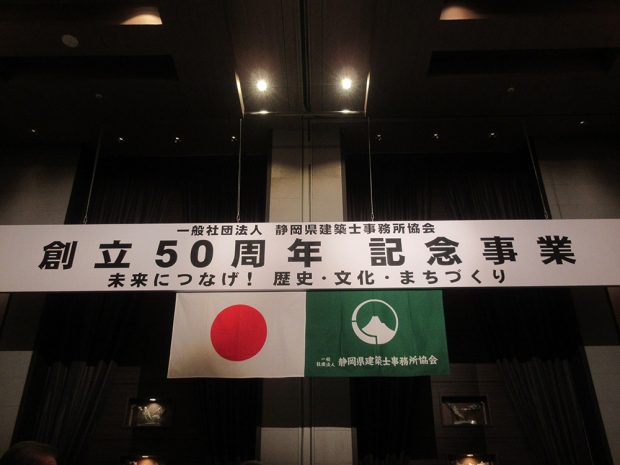 一般社団法人 静岡県建築士事務所協会
創立50周年 記念事業
未来につなげ！歴史・文化・まちづくり
一般
社団法人 静岡県建築士事務所協会